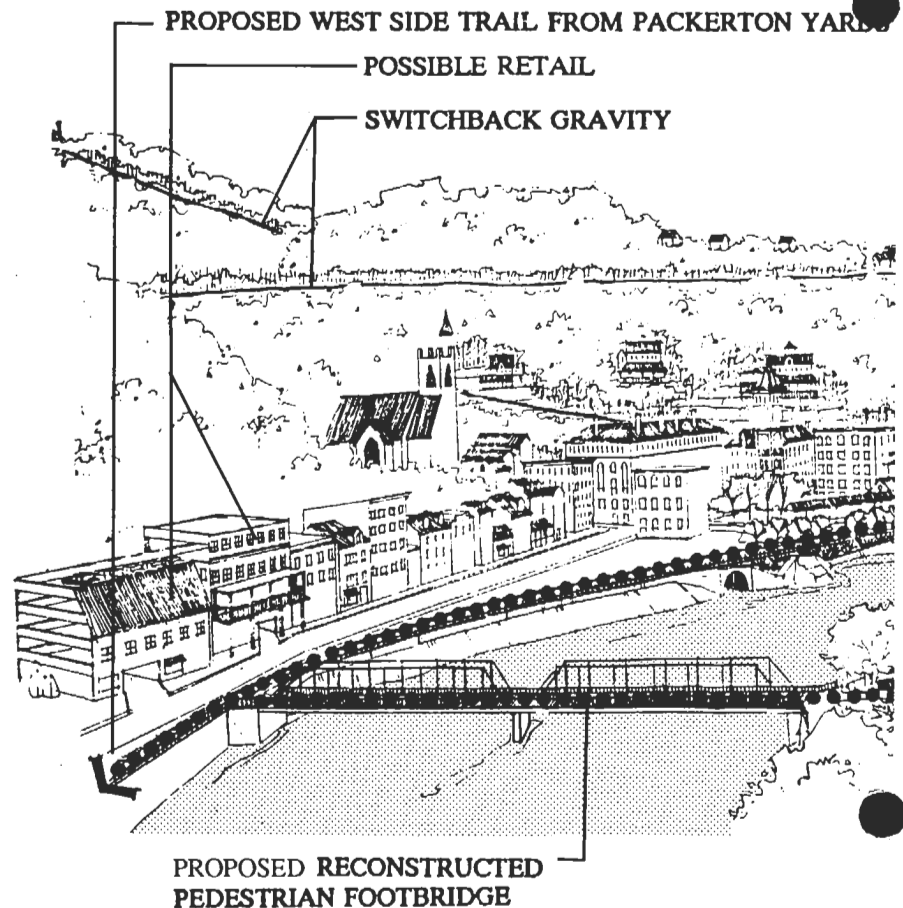 PROPOSED WEST SIDE TRAIL FROM PACKERTON YARDS
POSSIBLE RETAIL
SWITCHBACK GRAVITY
PROPOSED RECONSTRUCTED
PEDESTRIAN FOOTBRIDGE